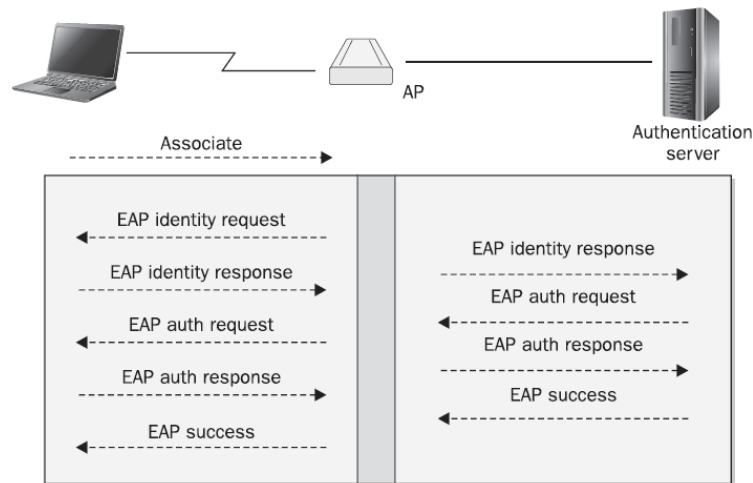 AP
Authentication
server
Associate
EAP identity request
EAP identity response
EAP auth request
EAP auth response
EAP success
EAP identity response
EAP auth request
EAP auth response
EAP success